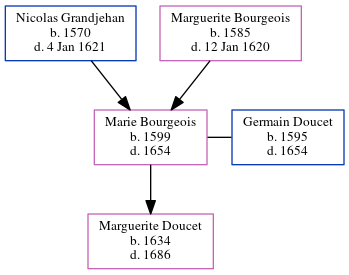 Nicolas Grandjehan
b. 1570
d. 4 Jan 1621
Marguerite Bourgeois
b. 1585
d. 12 Jan 1620
Marie Bourgeois
b. 1599
d. 1654
Germain Doucet
b. 1595
d. 1654
Marguerite Doucet
b. 1634
d. 1686